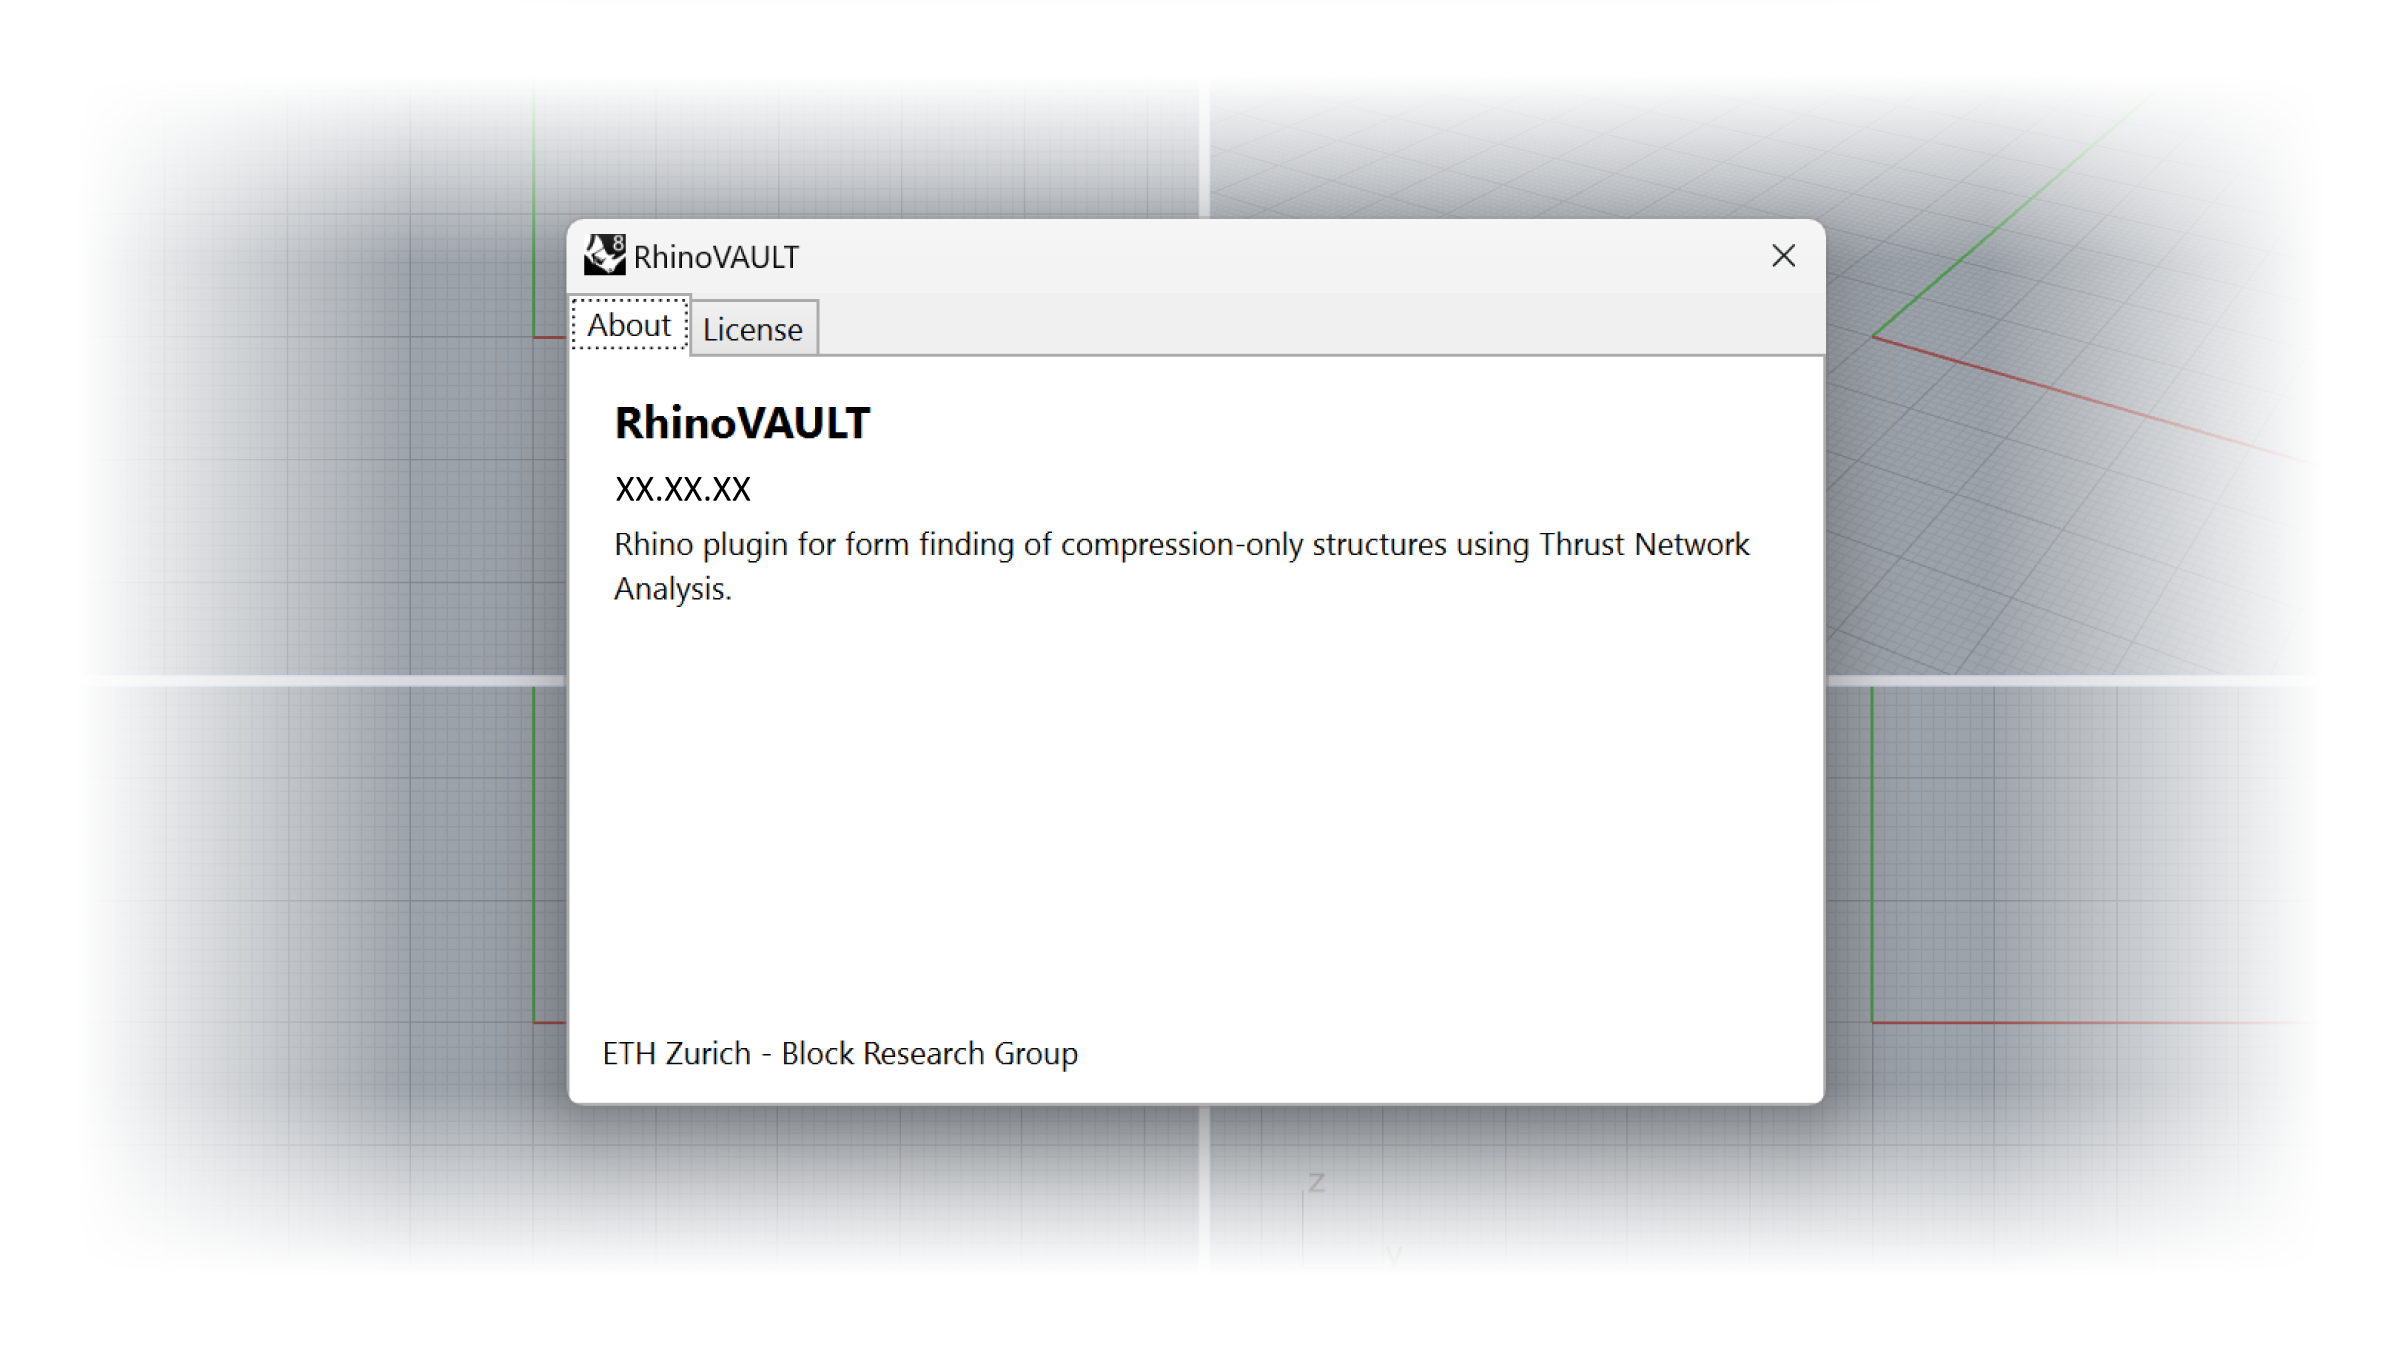 8
RhinoVAULT
About
License
RhinoVAULT
XX.XX.XX
Rhino plugin for form finding of compression-only structures using Thrust Network
Analysis.
ETH Zurich - Block Research Group
z
y